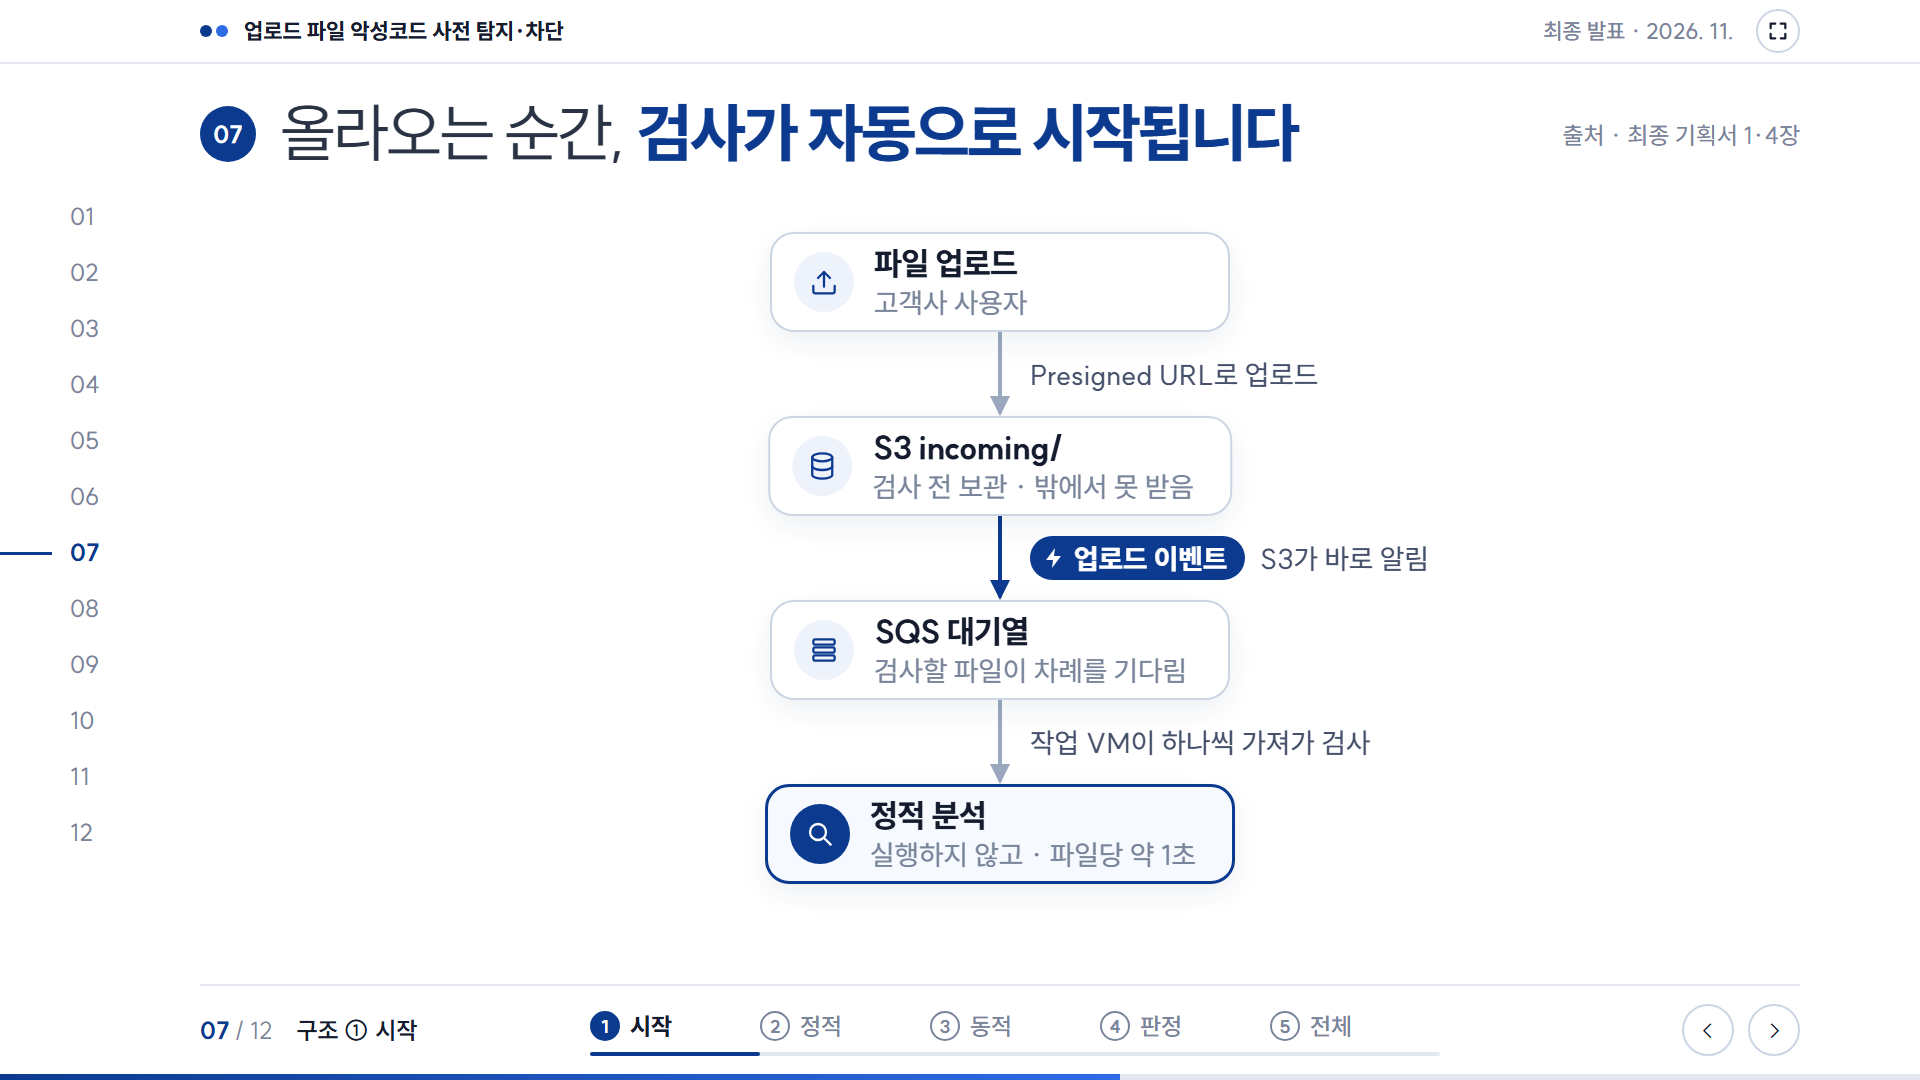 업로드 파일 악성코드 사전 탐지·차단
최종 발표 · 2026. 11.
07 올라오는 순간, 검사가 자동으로 시작됩니다
출처 · 최종 기획서 1·4장
01
02
03
04
05
06
07
08
09
10
11
12
파일 업로드
고객사 사용자
Presigned URL로 업로드
S3 incoming/
검사 전 보관 · 밖에서 못 받음
업로드 이벤트 S3가 바로 알림
SQS 대기열
검사할 파일이 차례를 기다림
작업 VM이 하나씩 가져가 검사
정적 분석
실행하지 않고 · 파일당 약 1초
07 / 12 구조 ① 시작
1 시작 2 정적 3 동적 4 판정 5 전체